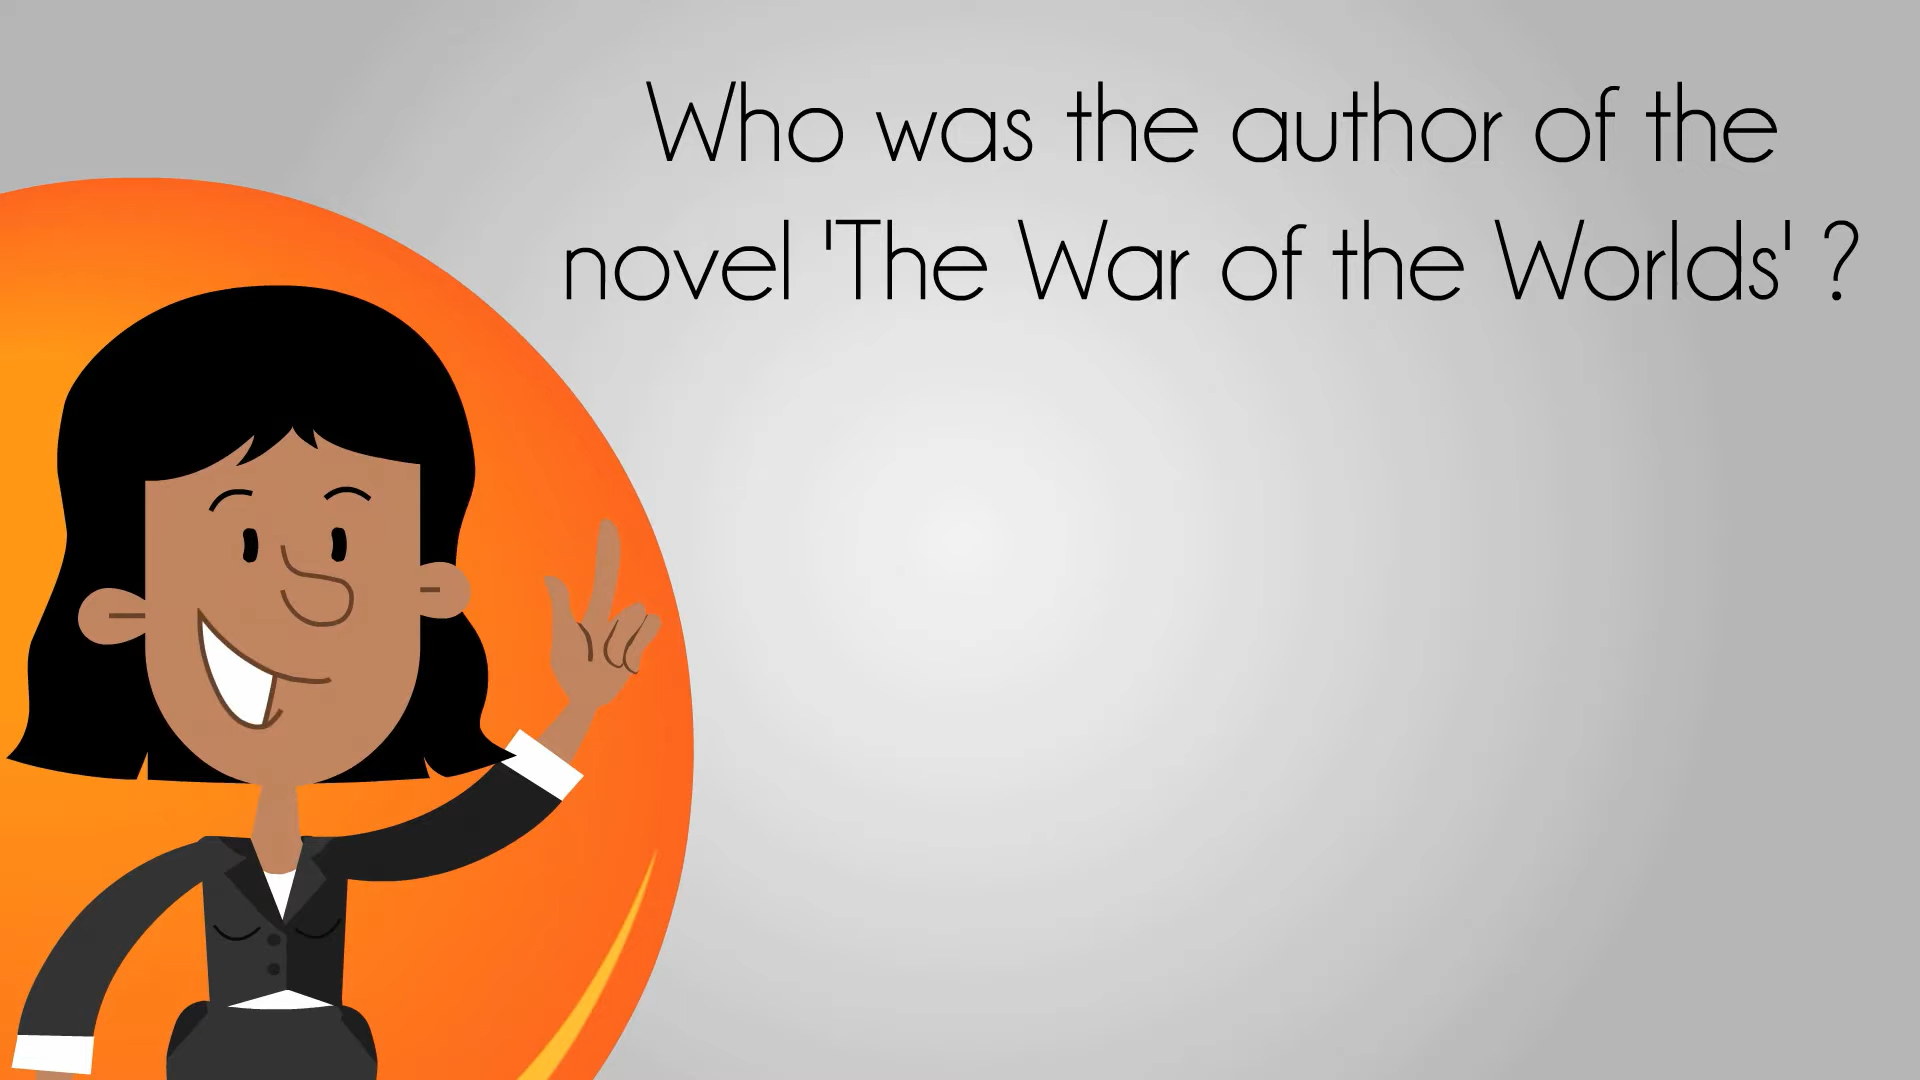 Who was the author of the
novel 'The War of the Worlds' ?